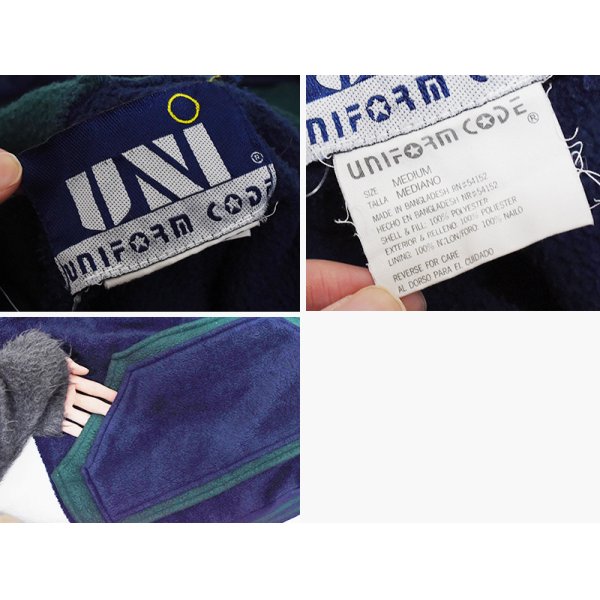 UNI ®
UNIFORM CODE
UNIFORM CODE
UNIFORM CODE ®
SIZE MEDIUM
TALLA MEDIANO
MADE IN BANGLADESH RN#54152
HECHO EN BANGLADESH NR#54152
SHELL & FILL: 100% POLYESTER
EXTERIOR & RELLENO 100% POLIESTER
LINING: 100% NYLON/FORO: 100% NAILO
REVERSE FOR CARE
AL DORSO PARA EL CUIDADO